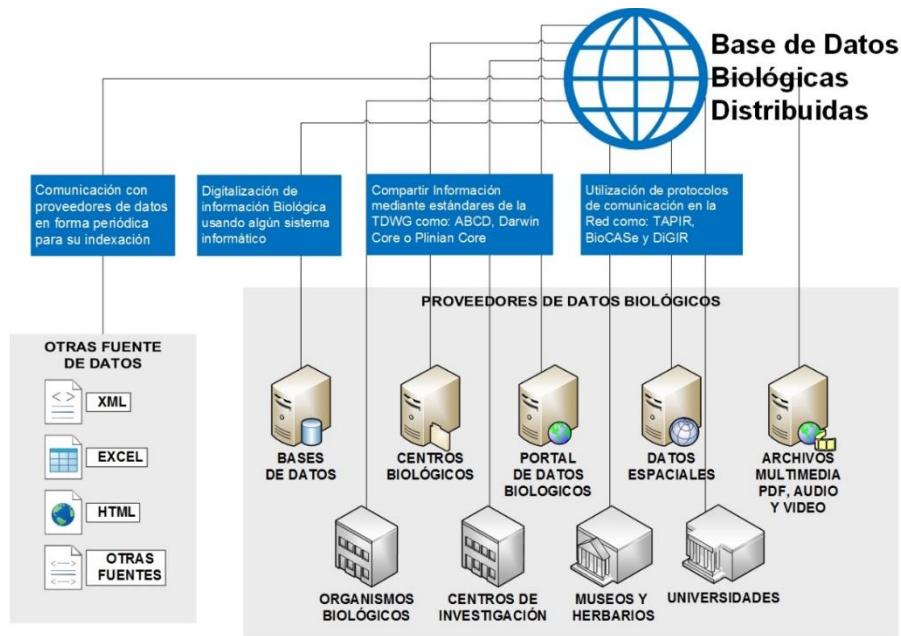 Base de Datos
Biológicas
Distribuidas
Comunicación con
proveedores de datos
en forma periódica
para su indexación
Digitalización de
información Biológica
usando algún sistema
informático
Compartir Información
mediante estándares de la
TDWG como: ABCD, Darwin
Core o Plinian Core
Utilización de protocolos
de comunicación en la
Red como: TAPIR,
BioCASe y DiGIR
OTRAS FUENTE
DE DATOS
XML
EXCEL
HTML
OTRAS
FUENTES
PROVEEDORES DE DATOS BIOLÓGICOS
BASES
DE DATOS
CENTROS
BIOLÓGICOS
PORTAL
DE DATOS
BIOLOGICOS
DATOS
ESPACIALES
ARCHIVOS
MULTIMEDIA
PDF, AUDIO
Y VIDEO
ORGANISMOS
BIOLÓGICOS
CENTROS DE
INVESTIGACIÓN
MUSEOS Y
HERBARIOS
UNIVERSIDADES